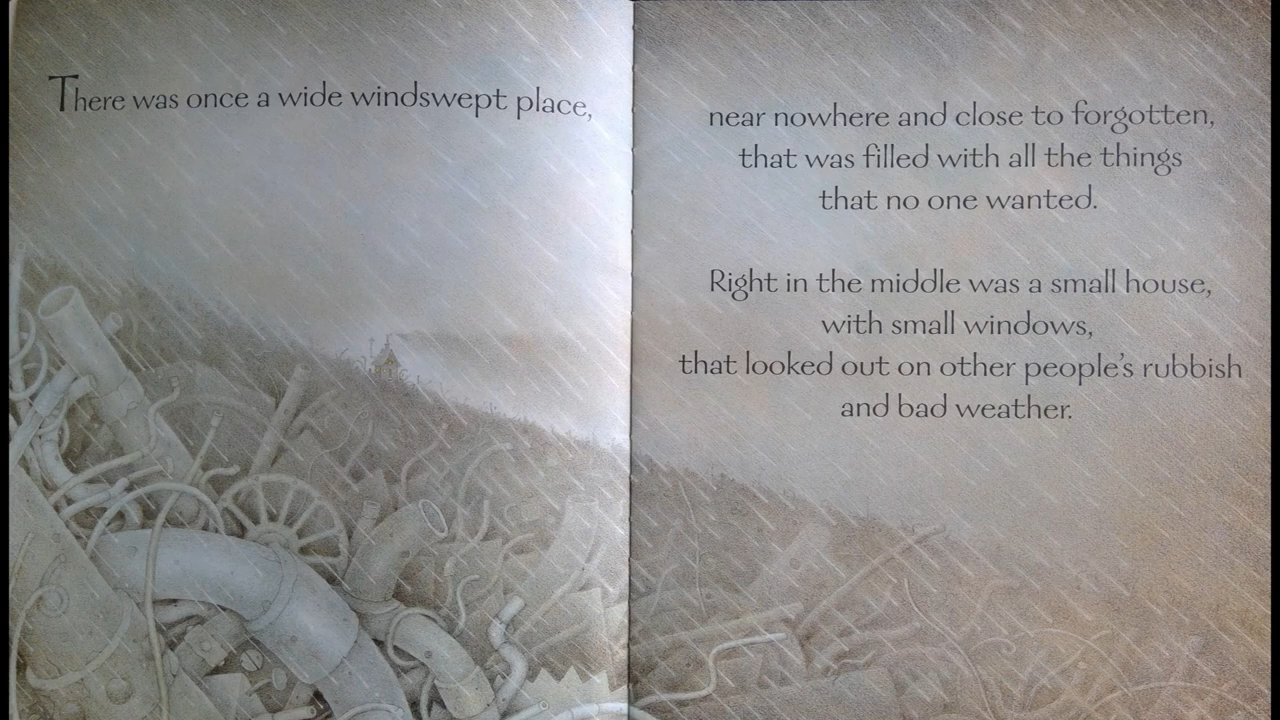 There was once a wide windswept place,
near nowhere and close to forgotten,
that was filled with all the things
that no one wanted.
Right in the middle was a small house,
with small windows,
that looked out on other people's rubbish
and bad weather.